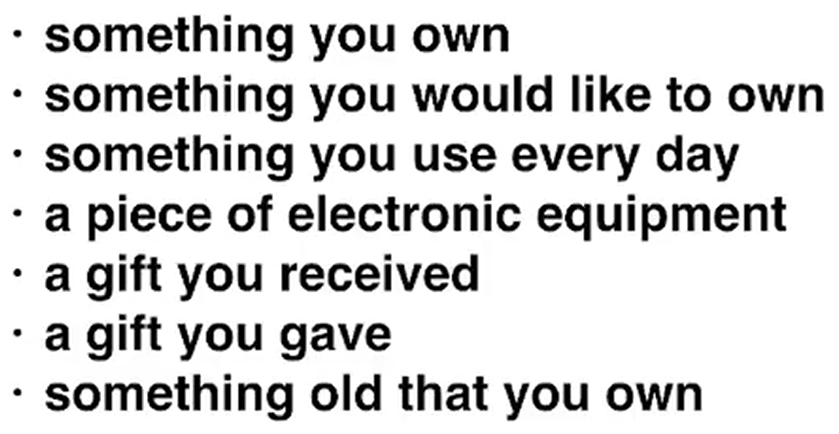 · something you own
· something you would like to own
· something you use every day
· a piece of electronic equipment
· a gift you received
· a gift you gave
· something old that you own